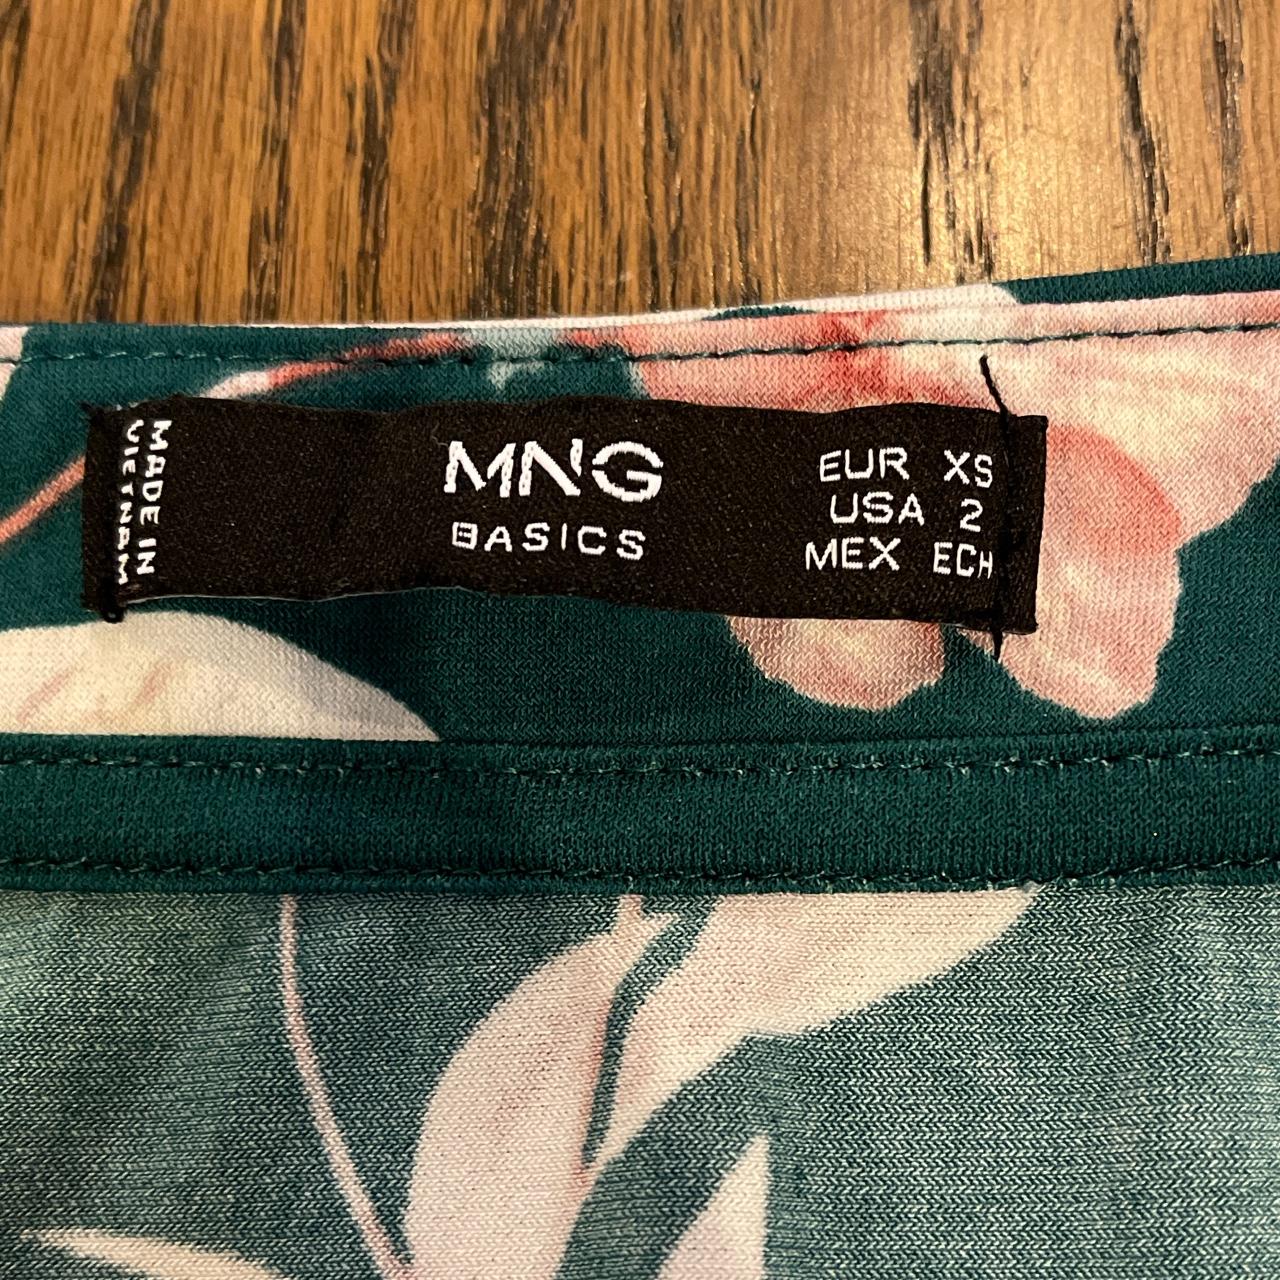 MADE IN
VIETNAM
MNG
BASICS
EUR XS
USA 2
MEX ECH